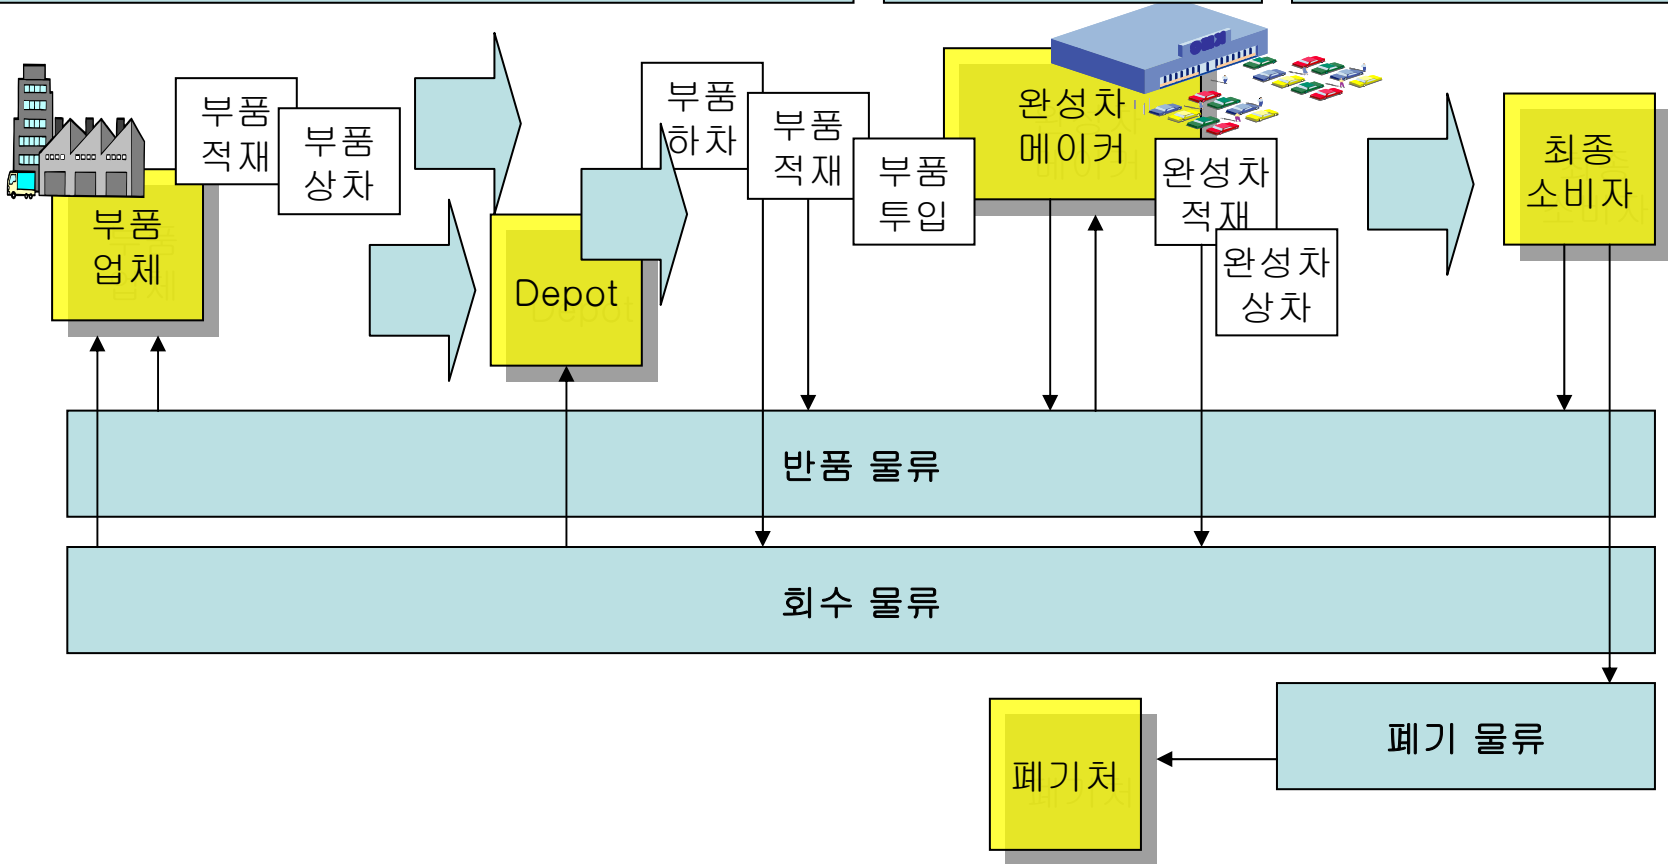 부품
적재
부품
상차
부품
업체
Depot
부품
하차
부품
적재
부품
투입
완성차
메이커
완성차
적재
완성차
상차
최종
소비자
반품 물류
회수 물류
폐기 물류
폐기처